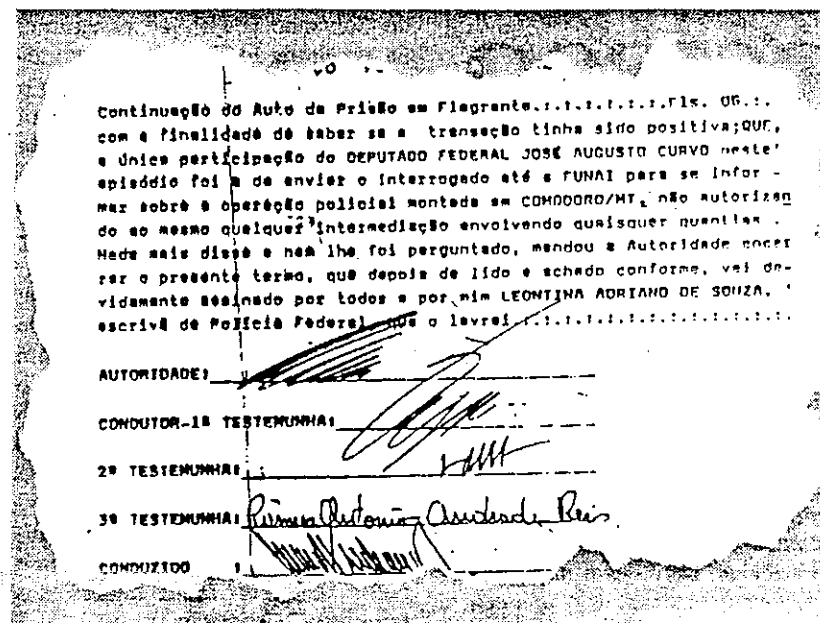 Continuação do Auto de Prisão em Flagrante.:.:.:.:.:.:.Fls. 06.:.
com a finalidade de saber se a transação tinha sido positiva;QUE,
a única participação do DEPUTADO FEDERAL JOSÉ AUGUSTO CURVO neste'
episódio foi a de enviar o interrogado até a FUNAI para se infor -
mar sobre a operação policial montada em COMODORO/MT, não autorizan
do ao mesmo qualquer intermediação envolvendo quaisquer quantias .
Nada mais disse e nem lhe foi perguntado, mandou a Autoridade encer
rar o presente termo, que depois de lido e achado conforme, vai de-
vidamente assinado por todos e por mim LEONTINA ADRIANO DE SOUZA, '
escrivã de Polícia Federal que o lavrei.:.:.:.:.:.:.:.:.:.:.:.:.
AUTORIDADE:
CONDUTOR-1ª TESTEMUNHA:
2ª TESTEMUNHA:
3ª TESTEMUNHA: Antonio Reis
CONDUZIDO :